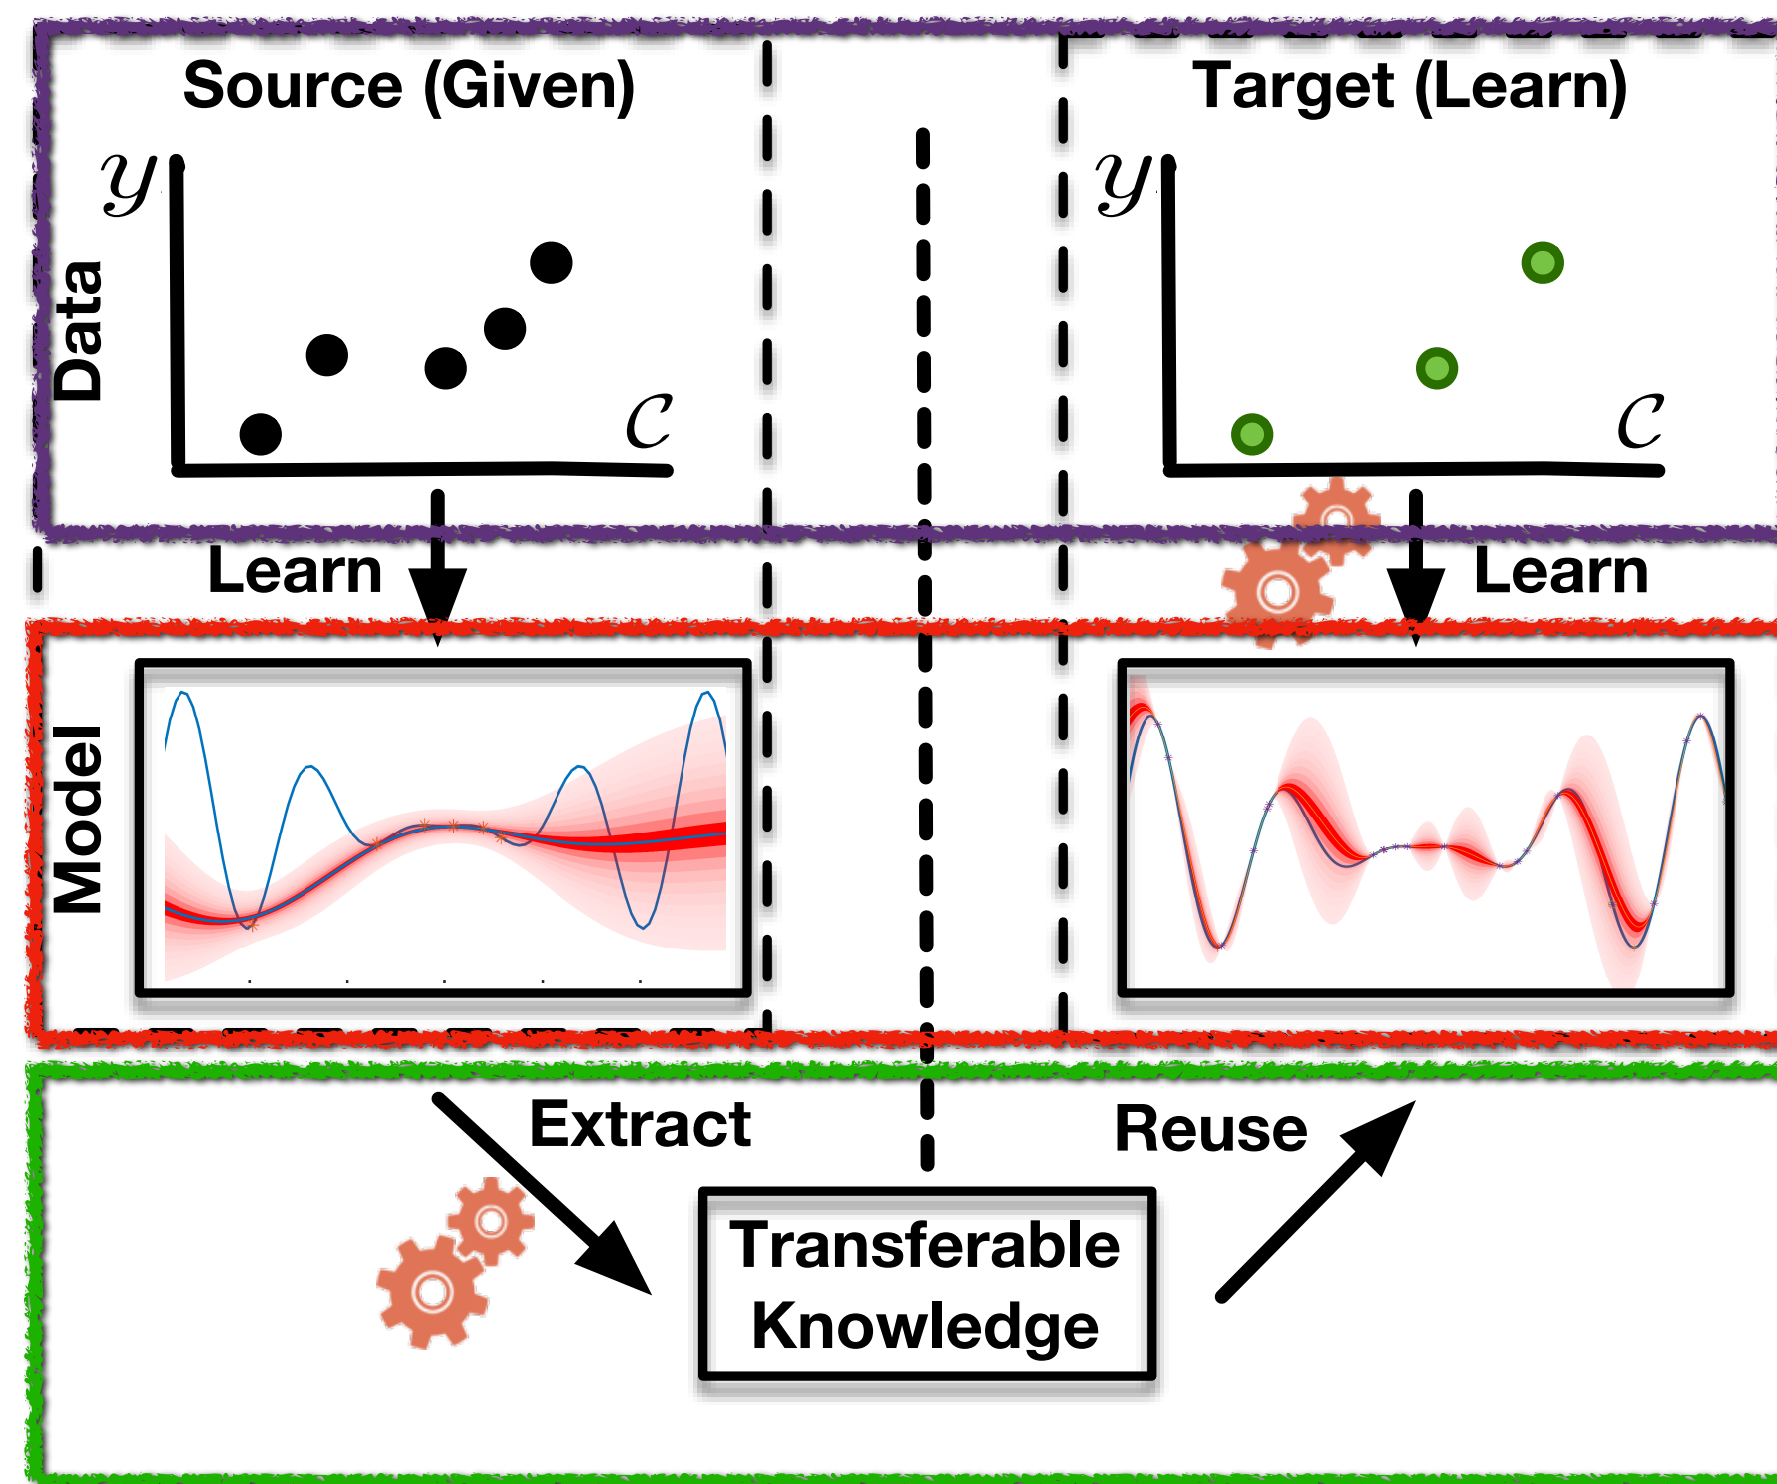 Source (Given)
Target (Learn)
y
y
Data
C
C
Learn
Learn
Model
Extract
Reuse
Transferable
Knowledge